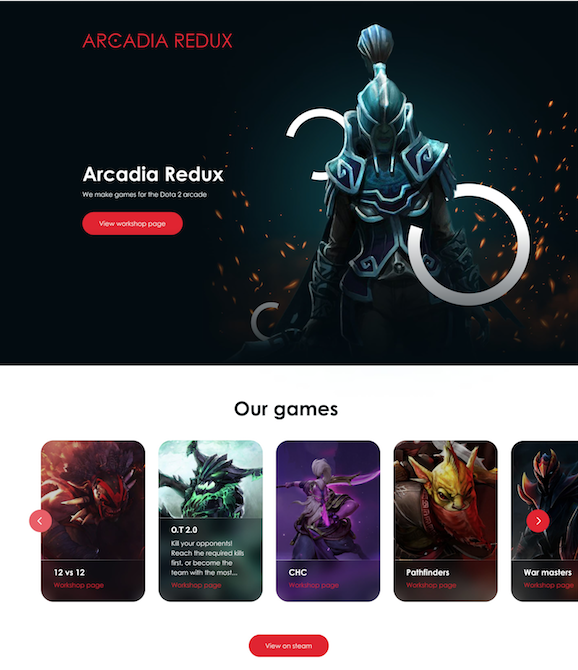 ARCADIA REDUX
Arcadia Redux
We make games for the Dota 2 arcade
View workshop page
Our games
12 vs 12
Workshop page
O.T 2.0
Kill your opponents!
Reach the required kills
first, or become the
team with the most...
Workshop page
CHC
Workshop page
Pathfinders
Workshop page
War masters
Workshop page
View on steam